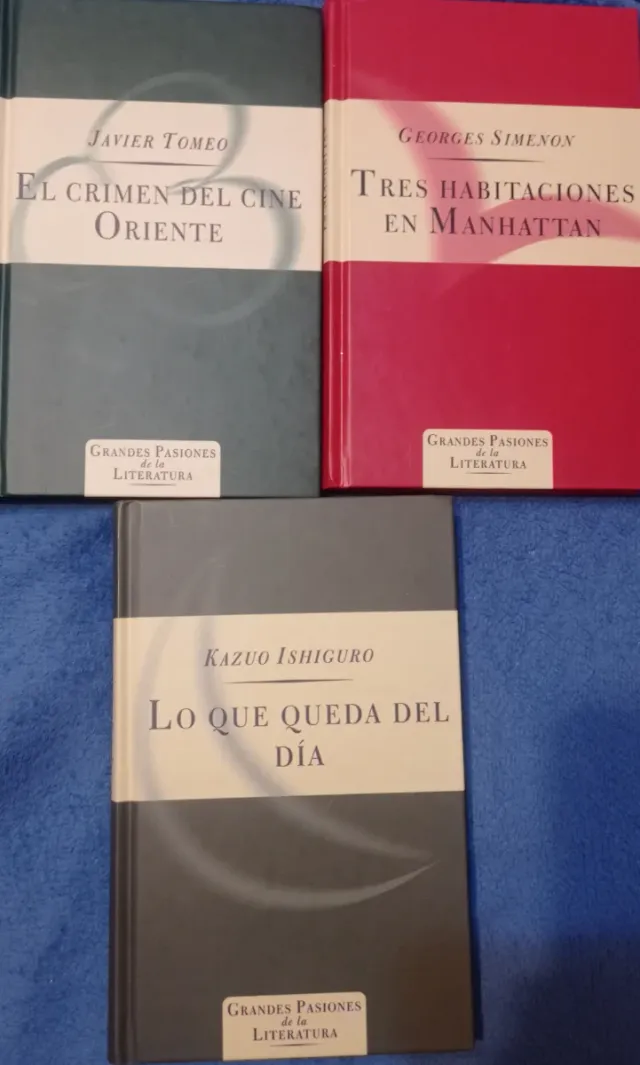 JAVIER TOMEO
EL CRIMEN DEL CINE
ORIENTE
GRANDES PASIONES
de la
LITERATURA
GEORGES SIMENON
TRES HABITACIONES
EN MANHATTAN
GRANDES PASIONES
de la
LITERATURA
KAZUO ISHIGURO
LO QUE QUEDA DEL
DÍA
GRANDES PASIONES
de la
LITERATURA